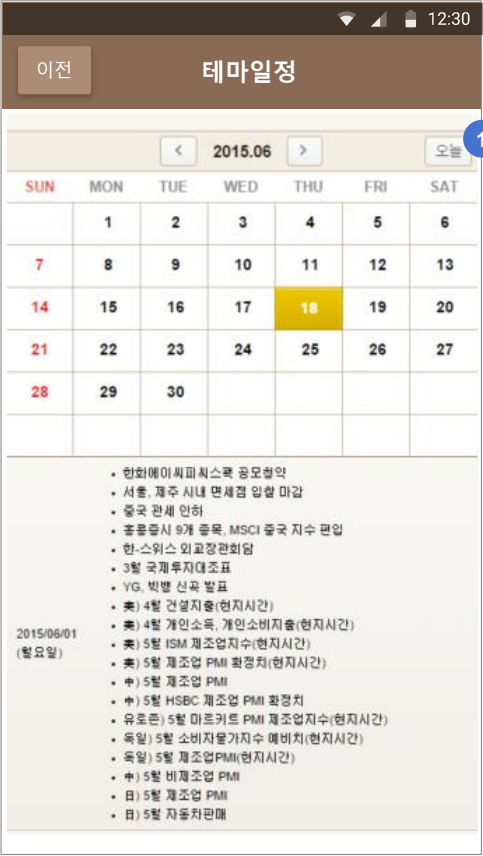 12:30
이전
테마일정
1
< 2015.06 > 오늘
SUN MON TUE WED THU FRI SAT
1 2 3 4 5 6
7 8 9 10 11 12 13
14 15 16 17 18 19 20
21 22 23 24 25 26 27
28 29 30
2015/06/01
(월요일)
• 한화에이씨피씨스팩 공모청약
• 서울, 제주 시내 면세점 입찰 마감
• 중국 관세 인하
• 홍콩증시 9개 종목, MSCI 중국 지수 편입
• 한-스위스 외교장관회담
• 3월 국제투자대조표
• YG, 빅뱅 신곡 발표
• 美) 4월 건설지출(현지시간)
• 美) 4월 개인소득, 개인소비지출(현지시간)
• 美) 5월 ISM 제조업지수(현지시간)
• 美) 5월 제조업 PMI 확정치(현지시간)
• 中) 5월 제조업 PMI
• 中) 5월 HSBC 제조업 PMI 확정치
• 유로존) 5월 마르키트 PMI 제조업지수(현지시간)
• 독일) 5월 소비자물가지수 예비치(현지시간)
• 독일) 5월 제조업PMI(현지시간)
• 中) 5월 비제조업 PMI
• 日) 5월 제조업 PMI
• 日) 5월 자동차판매